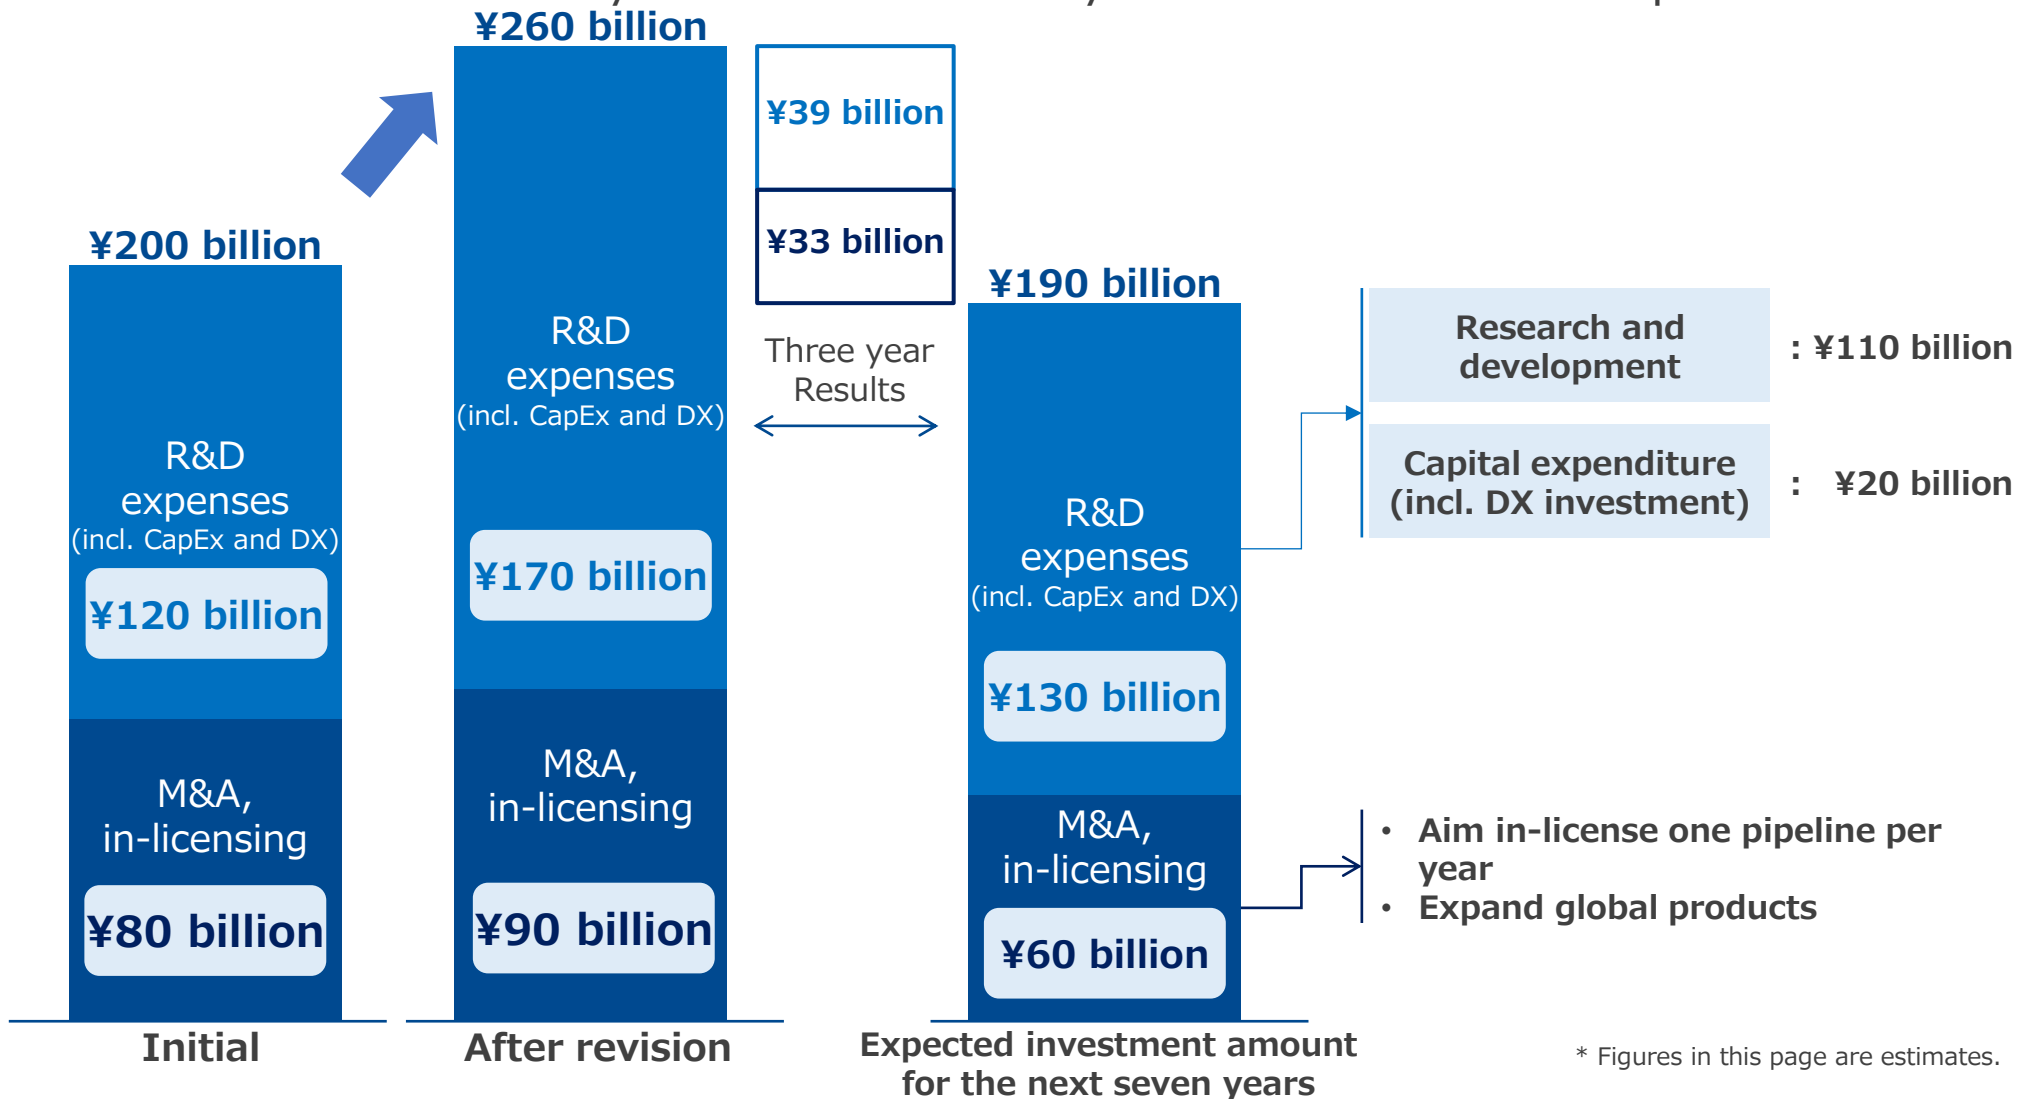 ¥260 billion
¥200 billion
R&D
expenses
(incl. CapEx and DX)
¥120 billion
M&A,
in-licensing
¥80 billion
Initial
R&D
expenses
(incl. CapEx and DX)
¥170 billion
M&A,
in-licensing
¥90 billion
After revision
¥39 billion
¥33 billion
Three year
Results
¥190 billion
R&D
expenses
(incl. CapEx and DX)
¥130 billion
M&A,
in-licensing
¥60 billion
Expected investment amount
for the next seven years
Research and
development
: ¥110 billion
Capital expenditure
(incl. DX investment)
: ¥20 billion
• Aim in-license one pipeline per
year
• Expand global products
* Figures in this page are estimates.